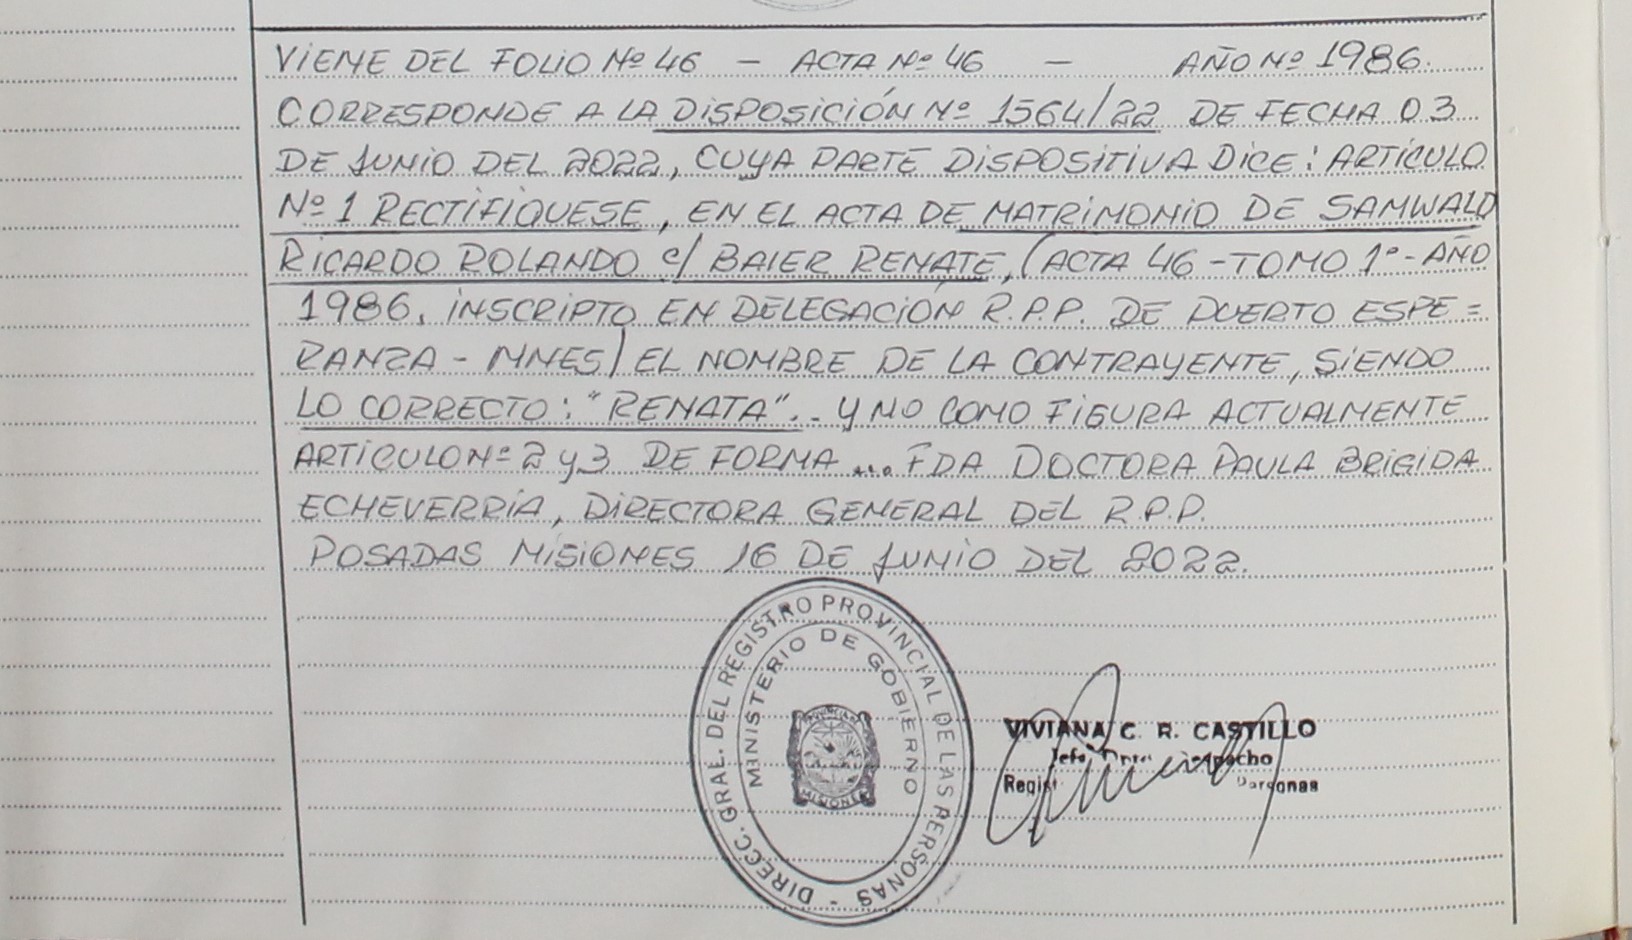 VIENE DEL FOLIO Nº 46 – ACTA Nº 46 – AÑO Nº 1986.
CORRESPONDE A LA DISPOSICIÓN Nº 1564/22 DE FECHA 03
DE JUNIO DEL 2022, CUYA PARTE DISPOSITIVA DICE: ARTÍCULO
Nº 1 RECTIFÍQUESE, EN EL ACTA DE MATRIMONIO DE SAMWALD
RICARDO ROLANDO c/ BAIER RENATE, (ACTA 46 - TOMO 1º - AÑO
1986. INSCRIPTO EN DELEGACIÓN R.P.P. DE PUERTO ESPE=
RANZA - MNES) EL NOMBRE DE LA CONTRAYENTE, SIENDO
LO CORRECTO: "RENATA".. Y NO COMO FIGURA ACTUALMENTE
ARTÍCULO Nº 2 y 3 DE FORMA .... FDA DOCTORA PAULA BRIGIDA
ECHEVERRÍA, DIRECTORA GENERAL DEL R.P.P.
POSADAS MISIONES 16 DE JUNIO DEL 2022.
DIRECC. GRAL. DEL REGISTRO PROVINCIAL DE LAS PERSONAS -
MINISTERIO DE GOBIERNO
PROVINCIA
MISIONES
VIVIANA C. R. CASTILLO
Jefe
Personas